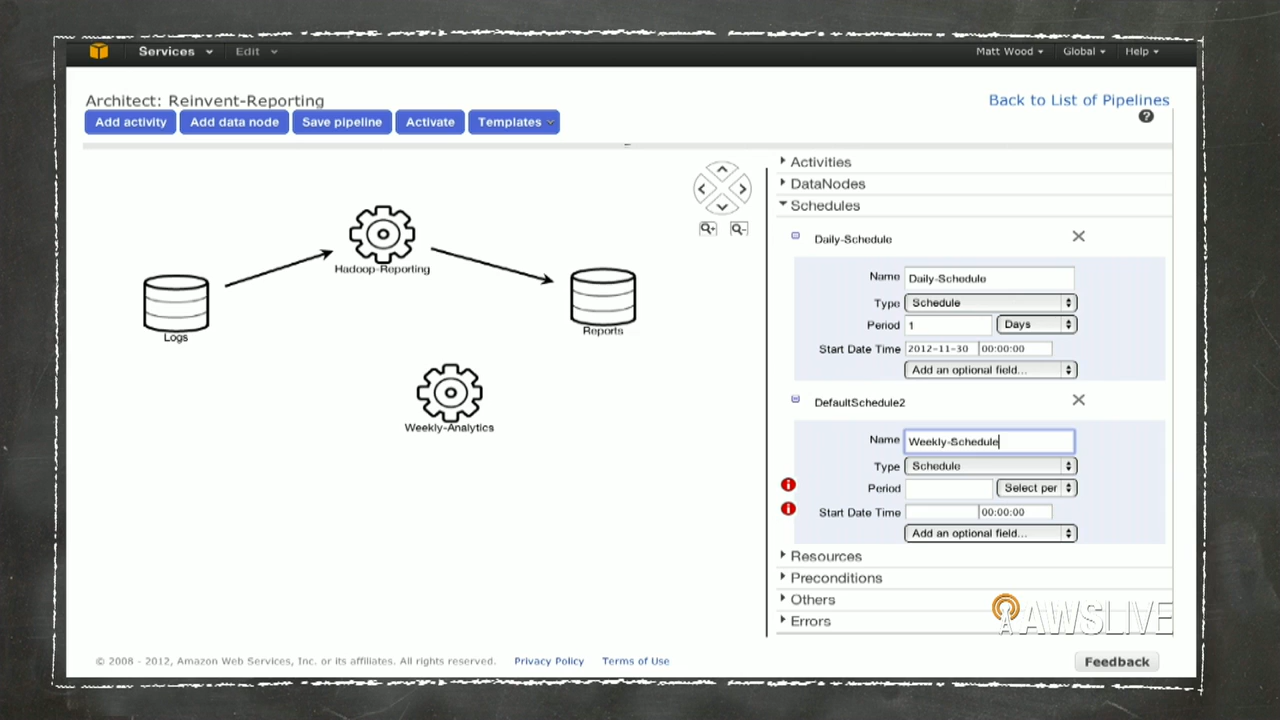 Services Edit Matt Wood Global Help
Architect: Reinvent-Reporting
Back to List of Pipelines
Add activity Add data node Save pipeline Activate Templates
?
Hadoop-Reporting
Logs
Reports
Weekly-Analytics
Activities
DataNodes
Schedules
Daily-Schedule
Name Daily-Schedule
Type Schedule
Period 1 Days
Start Date Time 2012-11-30 00:00:00
Add an optional field...
DefaultSchedule2
Name Weekly-Schedule
Type Schedule
Period Select per
Start Date Time 00:00:00
Add an optional field...
Resources
Preconditions
Others
Errors
AWSLIVE
© 2008 - 2012, Amazon Web Services, Inc. or its affiliates. All rights reserved. Privacy Policy Terms of Use
Feedback